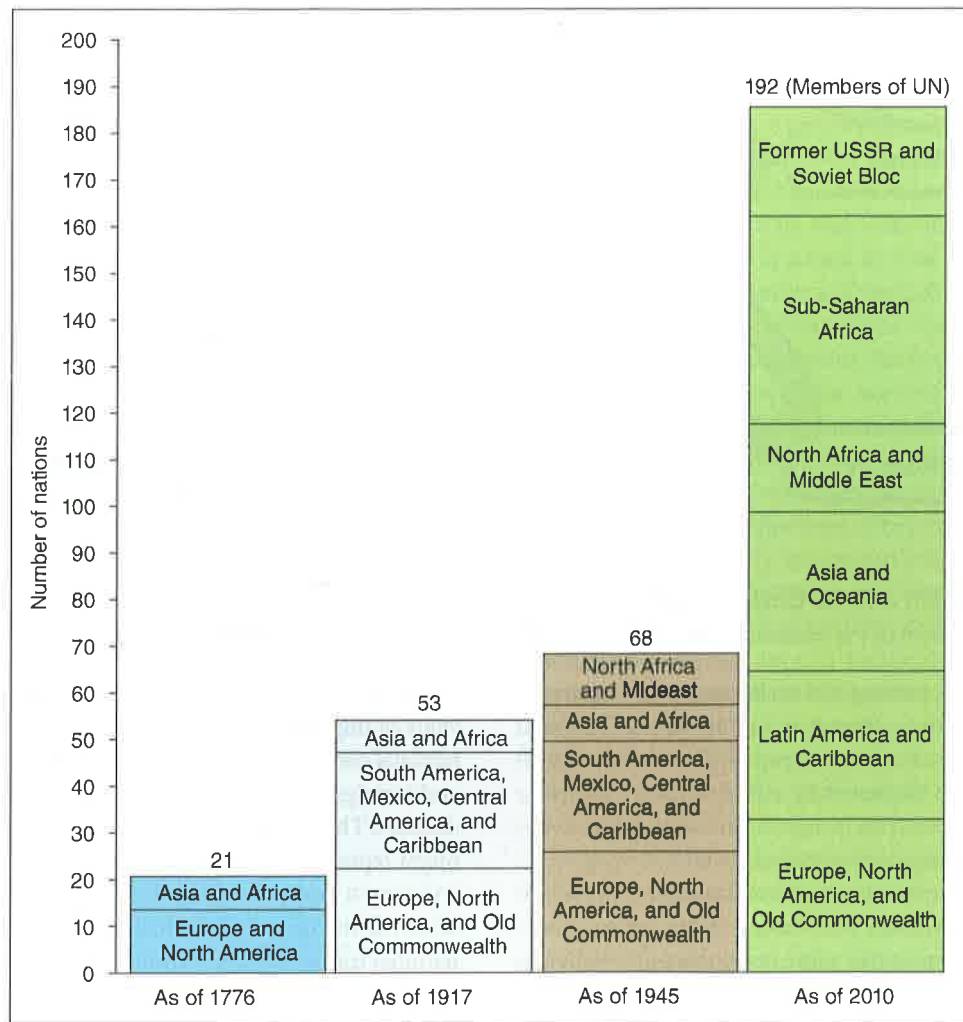 200
190
180
170
160
150
140
130
120
110
100
90
80
70
60
50
40
30
20
10
0
Number of nations
21
Asia and Africa
Europe and
North America
As of 1776
53
Asia and Africa
South America,
Mexico, Central
America, and
Caribbean
Europe, North
America, and Old
Commonwealth
As of 1917
68
North Africa
and MIdeast
Asia and Africa
South America,
Mexico, Central
America, and
Caribbean
Europe, North
America, and Old
Commonwealth
As of 1945
192 (Members of UN)
Former USSR and
Soviet Bloc
Sub-Saharan
Africa
North Africa and
Middle East
Asia and
Oceania
Latin America and
Caribbean
Europe, North
America, and
Old Commonwealth
As of 2010